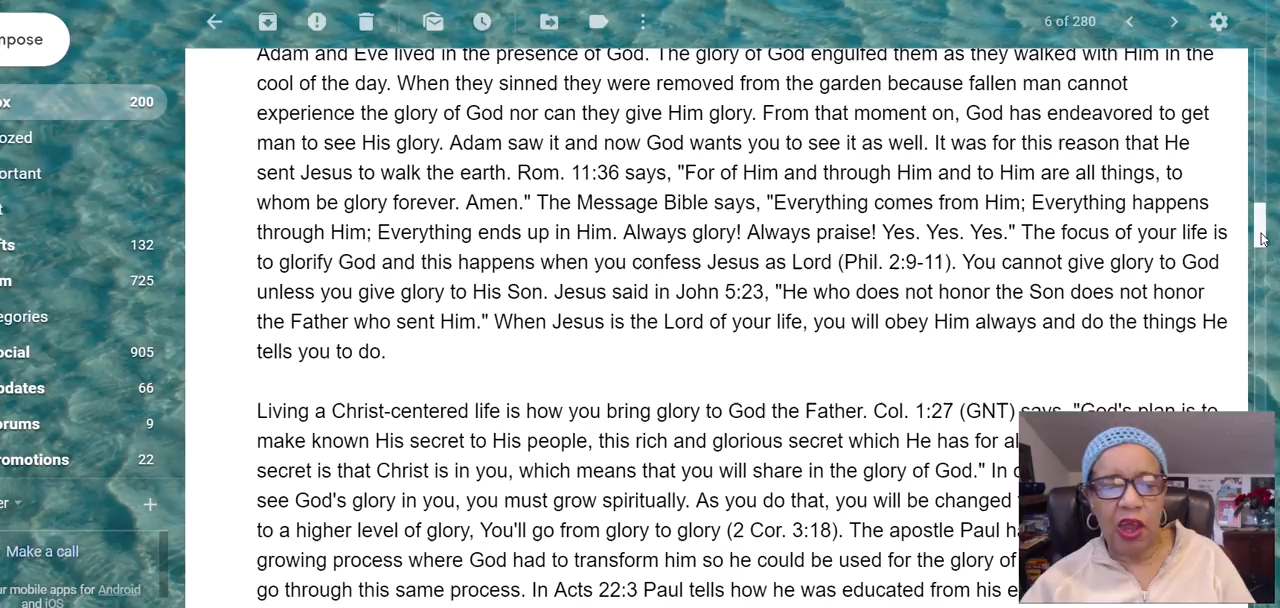 mpose
6 of 280
ox 200
ozed
ortant
t
fts 132
m 725
egories
ocial 905
pdates 66
orums 9
romotions 22
er
Make a call
ur mobile apps for Android
and iOS
Adam and Eve lived in the presence of God. The glory of God engulfed them as they walked with Him in the
cool of the day. When they sinned they were removed from the garden because fallen man cannot
experience the glory of God nor can they give Him glory. From that moment on, God has endeavored to get
man to see His glory. Adam saw it and now God wants you to see it as well. It was for this reason that He
sent Jesus to walk the earth. Rom. 11:36 says, "For of Him and through Him and to Him are all things, to
whom be glory forever. Amen." The Message Bible says, "Everything comes from Him; Everything happens
through Him; Everything ends up in Him. Always glory! Always praise! Yes. Yes. Yes." The focus of your life is
to glorify God and this happens when you confess Jesus as Lord (Phil. 2:9-11). You cannot give glory to God
unless you give glory to His Son. Jesus said in John 5:23, "He who does not honor the Son does not honor
the Father who sent Him." When Jesus is the Lord of your life, you will obey Him always and do the things He
tells you to do.
Living a Christ-centered life is how you bring glory to God the Father. Col. 1:27 (GNT) says, "God's plan is to
make known His secret to His people, this rich and glorious secret which He has for al
secret is that Christ is in you, which means that you will share in the glory of God." In
see God's glory in you, you must grow spiritually. As you do that, you will be changed
to a higher level of glory, You'll go from glory to glory (2 Cor. 3:18). The apostle Paul
growing process where God had to transform him so he could be used for the glory of
go through this same process. In Acts 22:3 Paul tells how he was educated from his